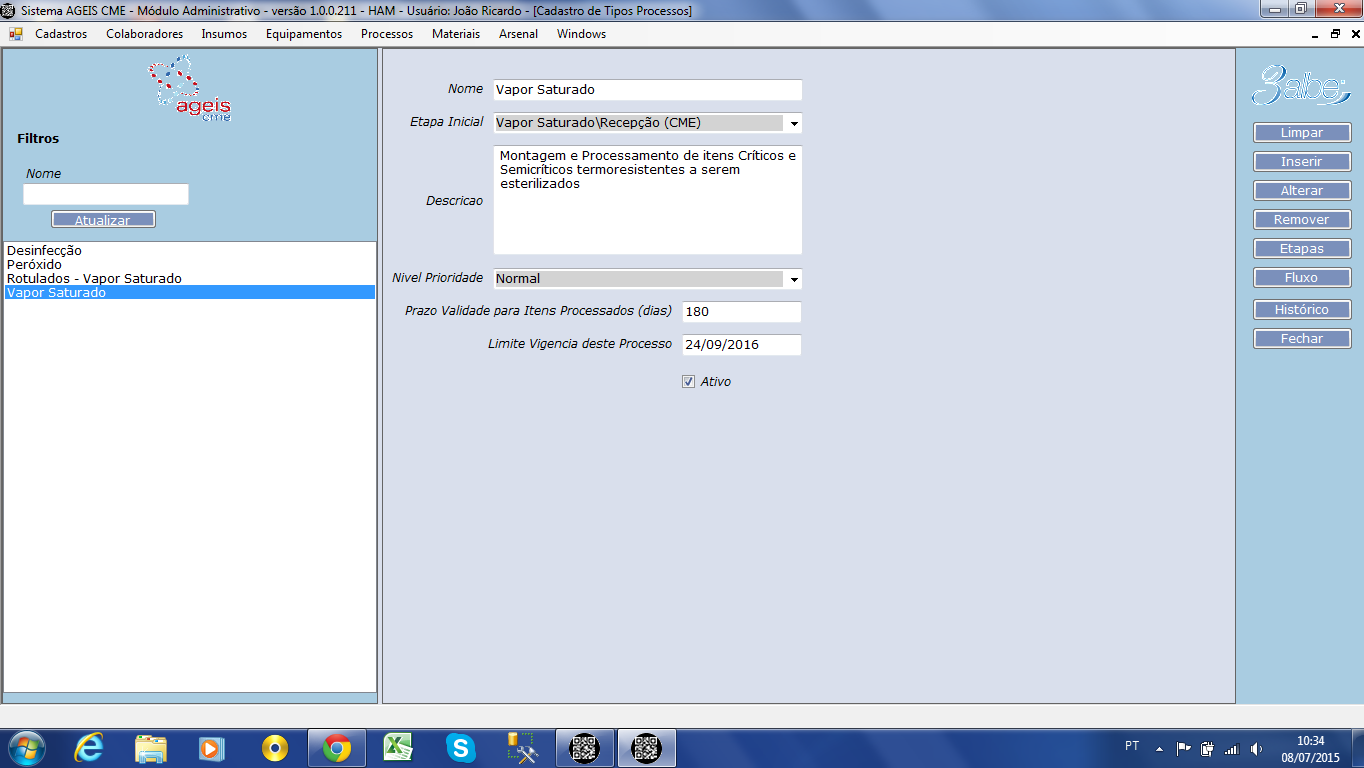 Sistema AGEIS CME - Módulo Administrativo - versão 1.0.0.211 - HAM - Usuário: João Ricardo - [Cadastro de Tipos Processos]
Cadastros Colaboradores Insumos Equipamentos Processos Materiais Arsenal Windows
ageis
cme
Filtros
Nome
Atualizar
Desinfecção
Peróxido
Rotulados - Vapor Saturado
Vapor Saturado
Nome Vapor Saturado
Etapa Inicial Vapor Saturado\Recepção (CME)
Descricao
Montagem e Processamento de itens Críticos e
Semicríticos termoresistentes a serem
esterilizados
Nivel Prioridade Normal
Prazo Validade para Itens Processados (dias) 180
Limite Vigencia deste Processo 24/09/2016
Ativo
3albe
Limpar
Inserir
Alterar
Remover
Etapas
Fluxo
Histórico
Fechar
PT
10:34
08/07/2015